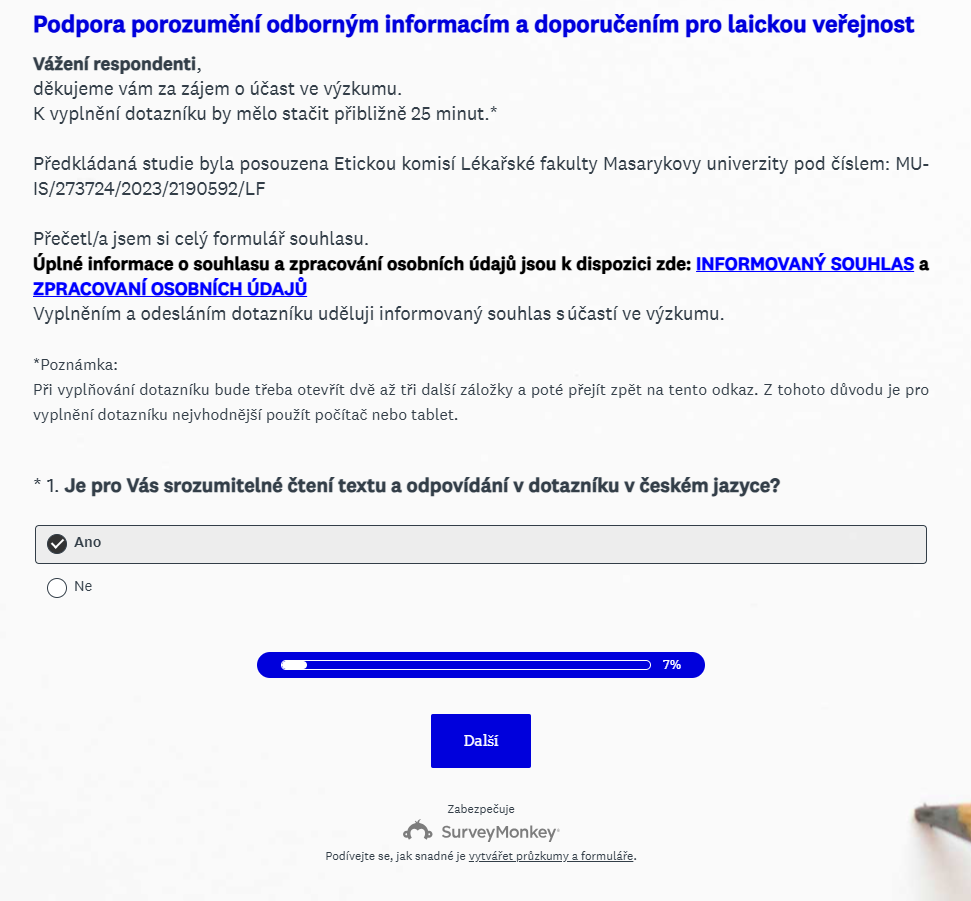 Podpora porozumění odborným informacím a doporučením pro laickou veřejnost
Vážení respondenti,
děkujeme vám za zájem o účast ve výzkumu.
K vyplnění dotazníku by mělo stačit přibližně 25 minut.*
Předkládaná studie byla posouzena Etickou komisí Lékařské fakulty Masarykovy univerzity pod číslem: MU-
IS/273724/2023/2190592/LF
Přečetl/a jsem si celý formulář souhlasu.
Úplné informace o souhlasu a zpracování osobních údajů jsou k dispozici zde: INFORMOVANÝ SOUHLAS a
ZPRACOVANÍ OSOBNÍCH ÚDAJŮ
Vyplněním a odesláním dotazníku uděluji informovaný souhlas s účastí ve výzkumu.
*Poznámka:
Při vyplňování dotazníku bude třeba otevřít dvě až tři další záložky a poté přejít zpět na tento odkaz. Z tohoto důvodu je pro
vyplnění dotazníku nejvhodnější použít počítač nebo tablet.
* 1. Je pro Vás srozumitelné čtení textu a odpovídání v dotazníku v českém jazyce?
Ano
Ne
7%
Další
Zabezpečuje
SurveyMonkey
Podívejte se, jak snadné je vytvářet průzkumy a formuláře.